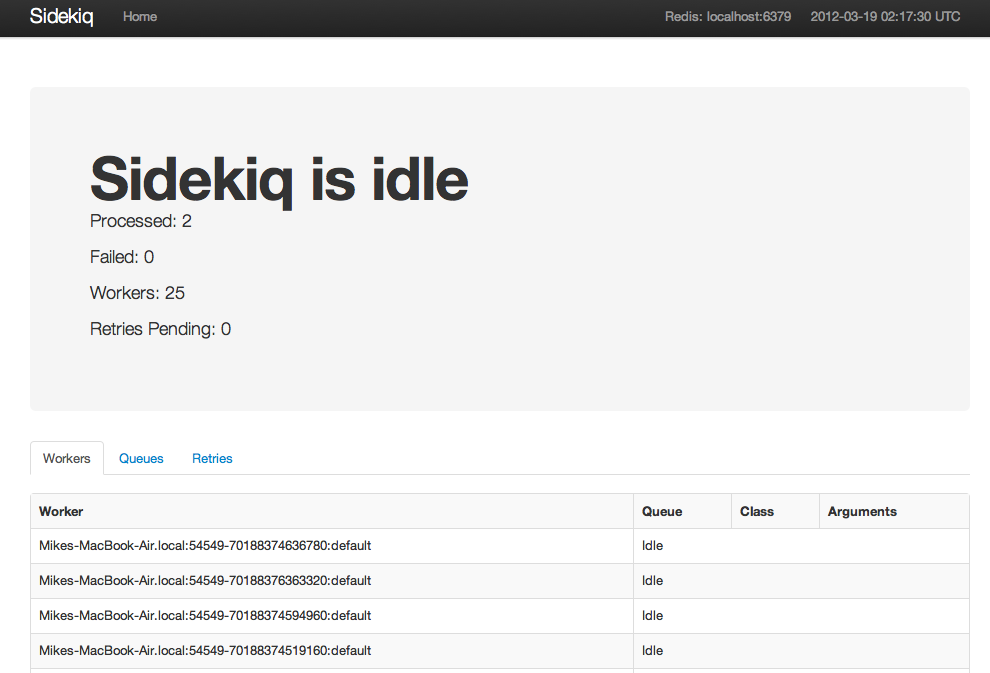 Sidekiq Home Redis: localhost:6379 2012-03-19 02:17:30 UTC
Sidekiq is idle
Processed: 2
Failed: 0
Workers: 25
Retries Pending: 0
Workers Queues Retries
Worker Queue Class Arguments
Mikes-MacBook-Air.local:54549-70188374636780:default Idle
Mikes-MacBook-Air.local:54549-70188376363320:default Idle
Mikes-MacBook-Air.local:54549-70188374594960:default Idle
Mikes-MacBook-Air.local:54549-70188374519160:default Idle